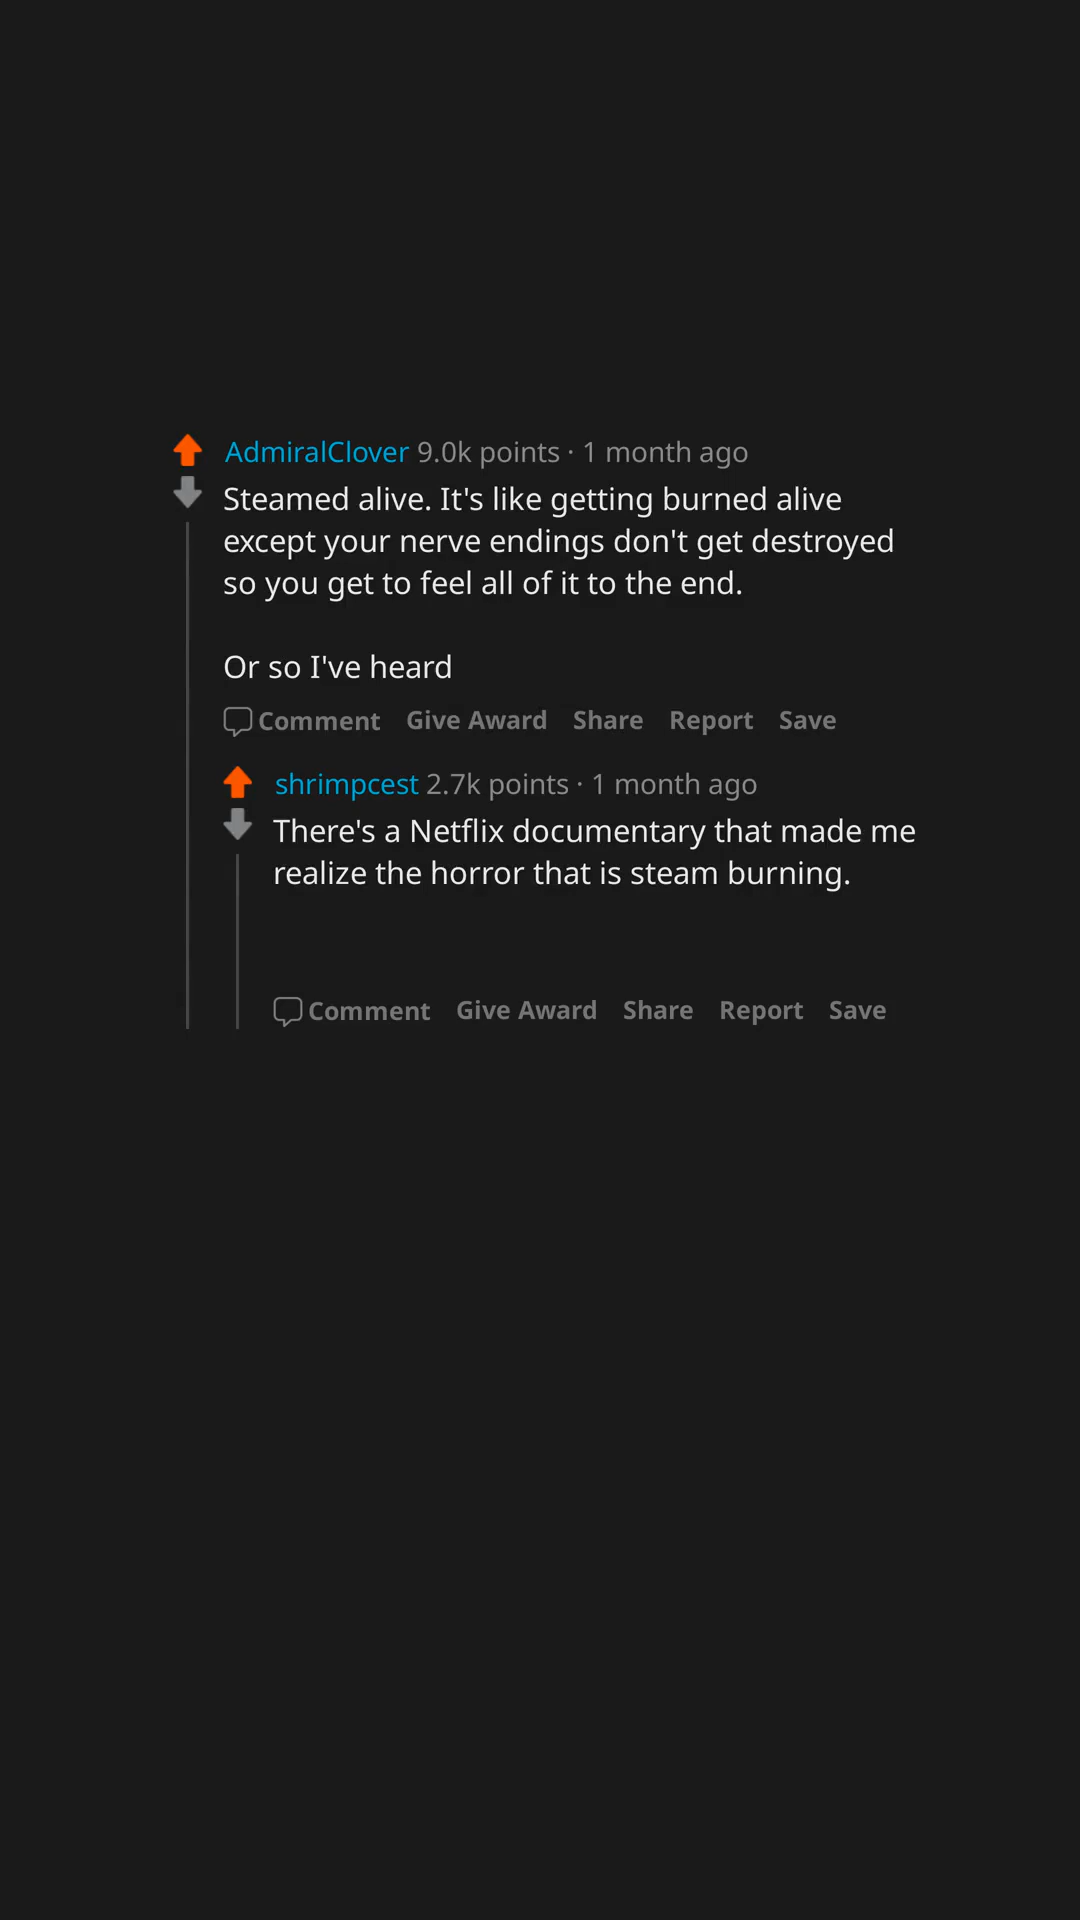 AdmiralClover 9.0k points · 1 month ago
Steamed alive. It's like getting burned alive
except your nerve endings don't get destroyed
so you get to feel all of it to the end.
Or so I've heard
Comment Give Award Share Report Save
shrimpcest 2.7k points · 1 month ago
There's a Netflix documentary that made me
realize the horror that is steam burning.
Comment Give Award Share Report Save